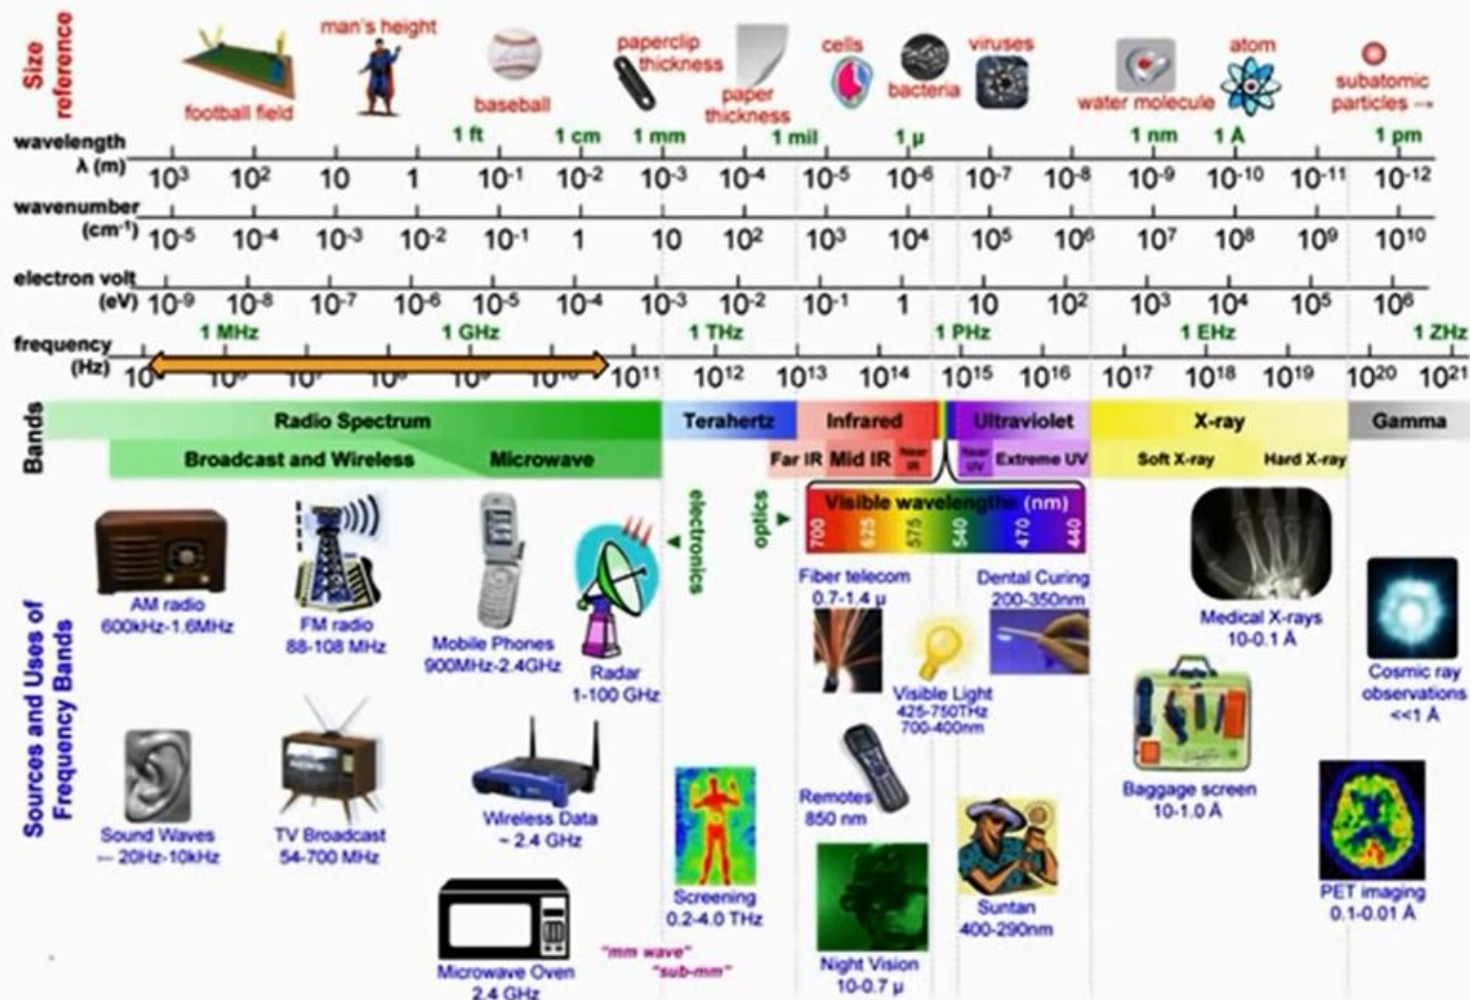 Size
reference
football field
man's height
baseball
paperclip
thickness
paper
thickness
cells
bacteria
viruses
water molecule
atom
subatomic
particles →
wavelength
λ (m)
1 ft 1 cm 1 mm 1 mil 1 µ 1 nm 1 Å 1 pm
10³ 10² 10 1 10⁻¹ 10⁻² 10⁻³ 10⁻⁴ 10⁻⁵ 10⁻⁶ 10⁻⁷ 10⁻⁸ 10⁻⁹ 10⁻¹⁰ 10⁻¹¹ 10⁻¹²
wavenumber
(cm⁻¹)
10⁻⁵ 10⁻⁴ 10⁻³ 10⁻² 10⁻¹ 1 10 10² 10³ 10⁴ 10⁵ 10⁶ 10⁷ 10⁸ 10⁹ 10¹⁰
electron volt
(eV)
10⁻⁹ 10⁻⁸ 10⁻⁷ 10⁻⁶ 10⁻⁵ 10⁻⁴ 10⁻³ 10⁻² 10⁻¹ 1 10 10² 10³ 10⁴ 10⁵ 10⁶
1 MHz 1 GHz 1 THz 1 PHz 1 EHz 1 ZHz
frequency
(Hz)
10¹¹ 10¹² 10¹³ 10¹⁴ 10¹⁵ 10¹⁶ 10¹⁷ 10¹⁸ 10¹⁹ 10²⁰ 10²¹
Bands
Radio Spectrum Terahertz Infrared Ultraviolet X-ray Gamma
Broadcast and Wireless Microwave Far IR Mid IR Near IR Near UV Extreme UV Soft X-ray Hard X-ray
electronics
optics
Visible wavelengths (nm)
700 625 575 540 470 440
Sources and Uses of
Frequency Bands
AM radio
600kHz-1.6MHz
FM radio
88-108 MHz
Mobile Phones
900MHz-2.4GHz
Radar
1-100 GHz
Fiber telecom
0.7-1.4 µ
Dental Curing
200-350nm
Visible Light
425-750THz
700-400nm
Medical X-rays
10-0.1 Å
Cosmic ray
observations
<<1 Å
Sound Waves
— 20Hz-10kHz
TV Broadcast
54-700 MHz
Wireless Data
~ 2.4 GHz
Remotes
850 nm
Baggage screen
10-1.0 Å
Screening
0.2-4.0 THz
Suntan
400-290nm
PET imaging
0.1-0.01 Å
Microwave Oven
2.4 GHz
"mm wave"
"sub-mm"
Night Vision
10-0.7 µ